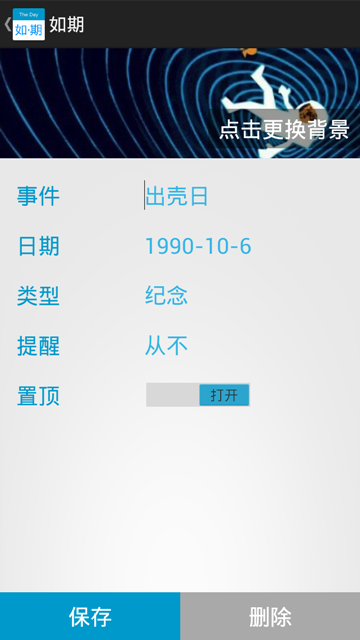 The Day
如·期
如期
点击更换背景
事件 出壳日
日期 1990-10-6
类型 纪念
提醒 从不
置顶 打开
保存 删除